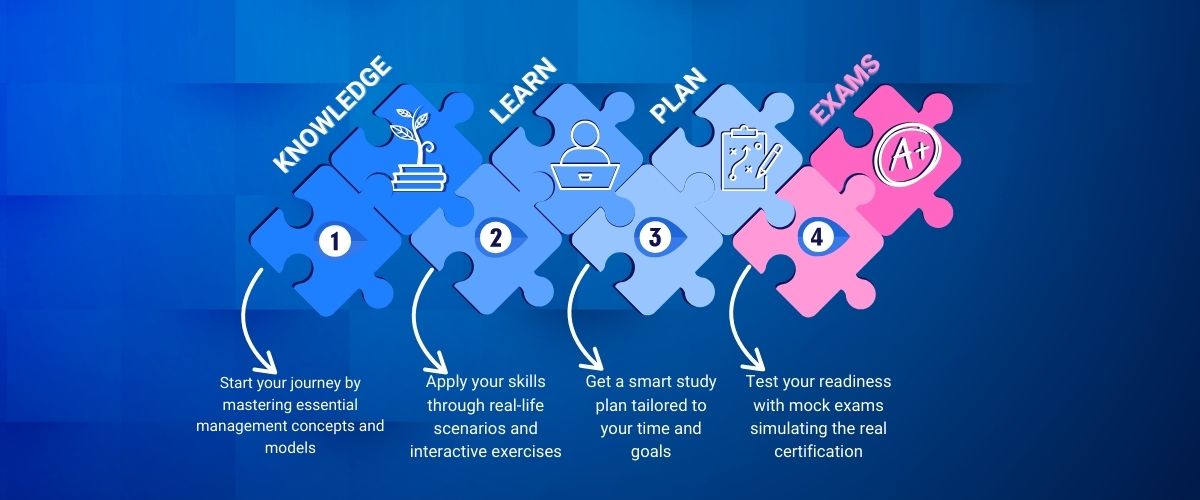 KNOWLEDGE
LEARN
PLAN
EXAMS
A+
1
2
3
4
Start your journey by
mastering essential
management concepts and
models
Apply your skills
through real-life
scenarios and
interactive exercises
Get a smart study
plan tailored to
your time and
goals
Test your readiness
with mock exams
simulating the real
certification